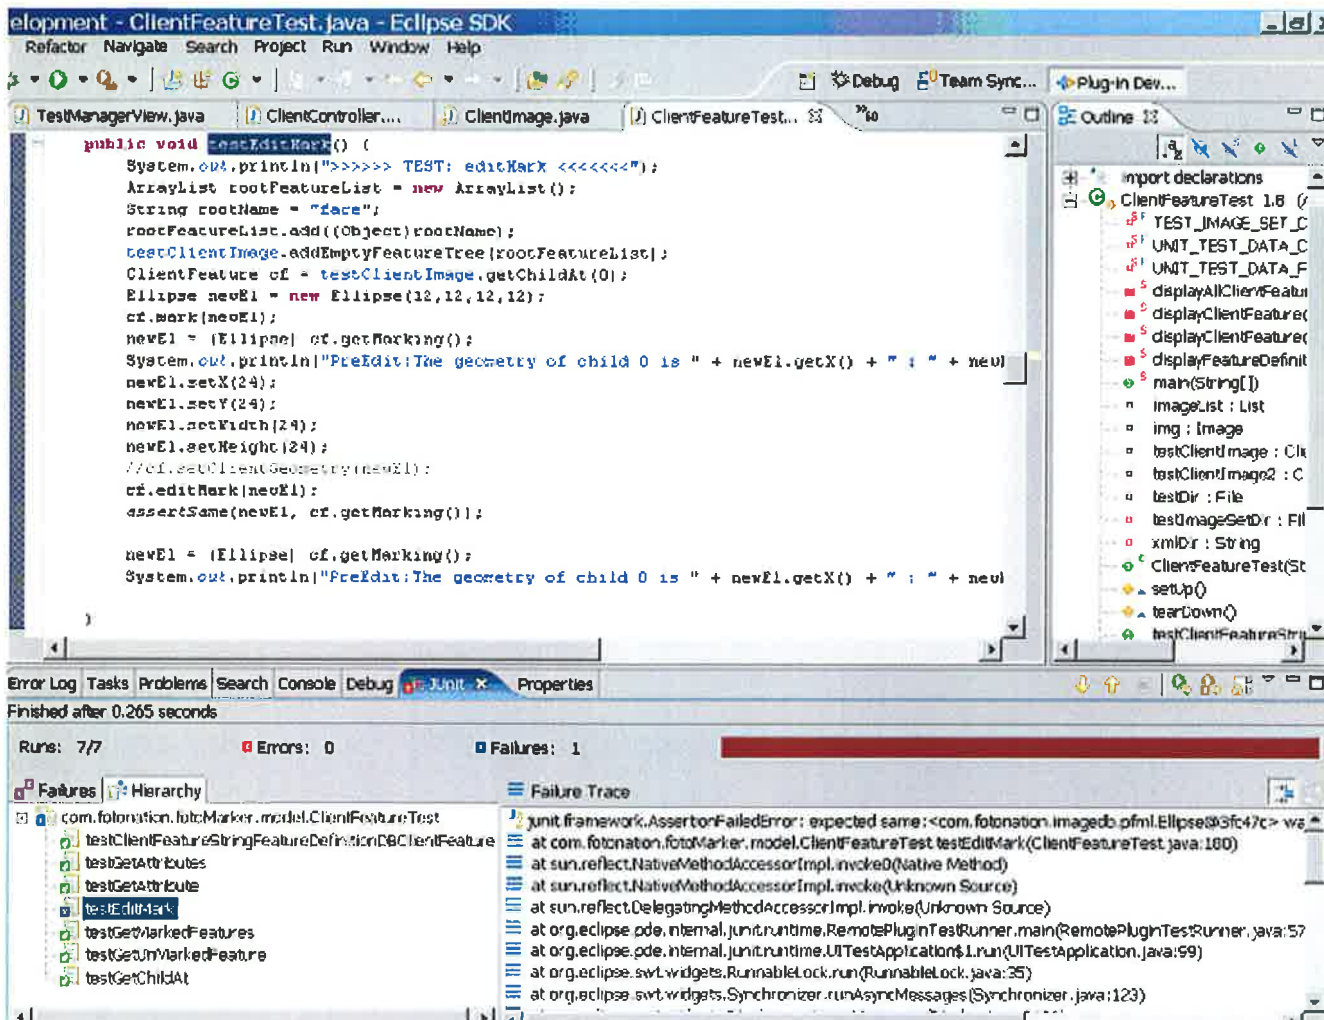 elopment - ClientFeatureTest.java - Eclipse SDK
Refactor Navigate Search Project Run Window Help
Debug Team Sync... Plug-in Dev...
TestManagerView.java ClientController.... ClientImage.java ClientFeatureTest... Outline
public void testEditMark() {
System.out.println(">>>>>> TEST: editMark <<<<<<<");
ArrayList rootFeatureList = new ArrayList();
String rootName = "face";
rootFeatureList.add((Object)rootName);
testClientImage.addEmptyFeatureTree(rootFeatureList);
ClientFeature cf = testClientImage.getChildAt(0);
Ellipse newEl = new Ellipse(12,12,12,12);
cf.mark(newEl);
newEl = (Ellipse) cf.getMarking();
System.out.println("PreEdit:The geometry of child 0 is " + newEl.getX() + " ; " + newl
newEl.setX(24);
newEl.setY(24);
newEl.setWidth(24);
newEl.setHeight(24);
//cf.setClientGeometry(newEl);
cf.editMark(newEl);
assertSame(newEl, cf.getMarking());
newEl = (Ellipse) cf.getMarking();
System.out.println("PreEdit:The geometry of child 0 is " + newEl.getX() + " ; " + newl
}
import declarations
ClientFeatureTest 1.8 (/
TEST_IMAGE_SET_C
UNIT_TEST_DATA_C
UNIT_TEST_DATA_F
displayAllClientFeatur
displayClientFeature(
displayClientFeature(
displayFeatureDefinit
main(String[])
imageList : List
img : Image
testClientImage : Clie
testClientImage2 : C
testDir : File
testImageSetDir : Fil
xmlDir : String
ClientFeatureTest(St
setUp()
tearDown()
testClientFeatureStrin
Error Log Tasks Problems Search Console Debug JUnit Properties
Finished after 0.265 seconds
Runs: 7/7 Errors: 0 Failures: 1
Failures Hierarchy
com.fotonation.fotoMarker.model.ClientFeatureTest
testClientFeatureStringFeatureDefinitionDBClientFeature
testGetAttributes
testGetAttribute
testEditMark
testGetMarkedFeatures
testGetUnMarkedFeature
testGetChildAt
Failure Trace
junit.framework.AssertionFailedError: expected same:<com.fotonation.imagedb.pfml.Ellipse@3fc47c> wa
at com.fotonation.fotoMarker.model.ClientFeatureTest.testEditMark(ClientFeatureTest.java:180)
at sun.reflect.NativeMethodAccessorImpl.invoke0(Native Method)
at sun.reflect.NativeMethodAccessorImpl.invoke(Unknown Source)
at sun.reflect.DelegatingMethodAccessorImpl.invoke(Unknown Source)
at org.eclipse.pde.internal.junit.runtime.RemotePluginTestRunner.main(RemotePluginTestRunner.java:57
at org.eclipse.pde.internal.junit.runtime.UITestApplication$1.run(UITestApplication.java:99)
at org.eclipse.swt.widgets.RunnableLock.run(RunnableLock.java:35)
at org.eclipse.swt.widgets.Synchronizer.runAsyncMessages(Synchronizer.java:123)